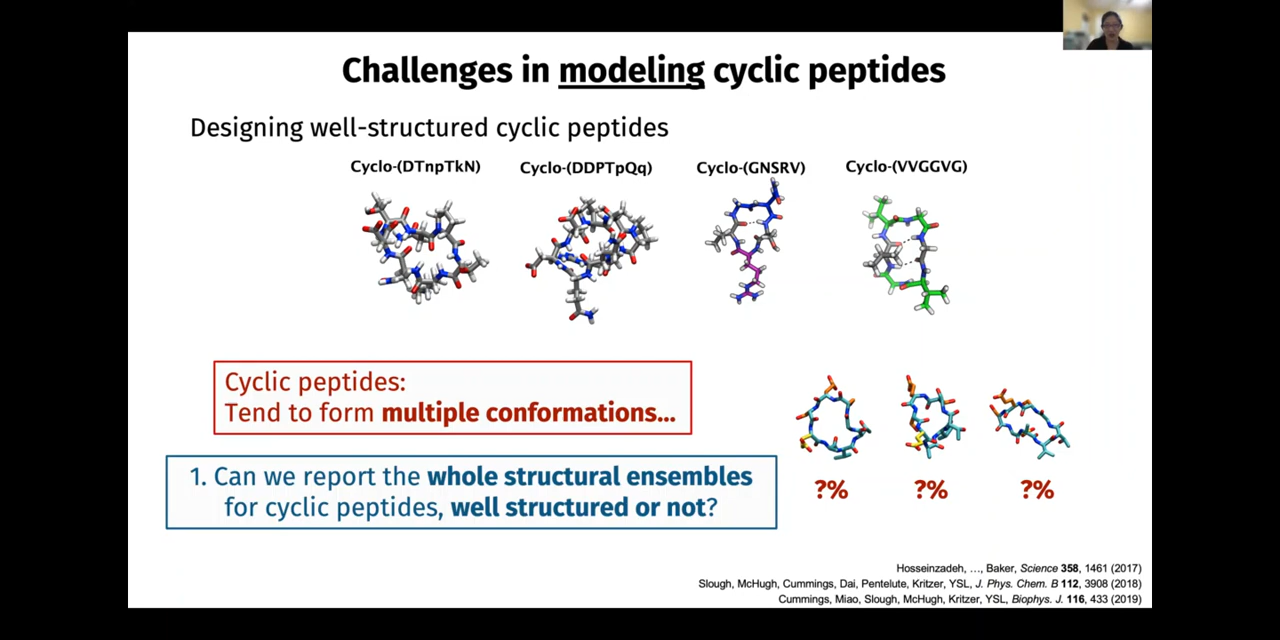 Challenges in modeling cyclic peptides
Designing well-structured cyclic peptides
Cyclo-(DTnpTkN) Cyclo-(DDPTpQq) Cyclo-(GNSRV) Cyclo-(VVGGVG)
Cyclic peptides:
Tend to form multiple conformations...
1. Can we report the whole structural ensembles
for cyclic peptides, well structured or not?
?% ?% ?%
Hosseinzadeh, ..., Baker, Science 358, 1461 (2017)
Slough, McHugh, Cummings, Dai, Pentelute, Kritzer, YSL, J. Phys. Chem. B 112, 3908 (2018)
Cummings, Miao, Slough, McHugh, Kritzer, YSL, Biophys. J. 116, 433 (2019)